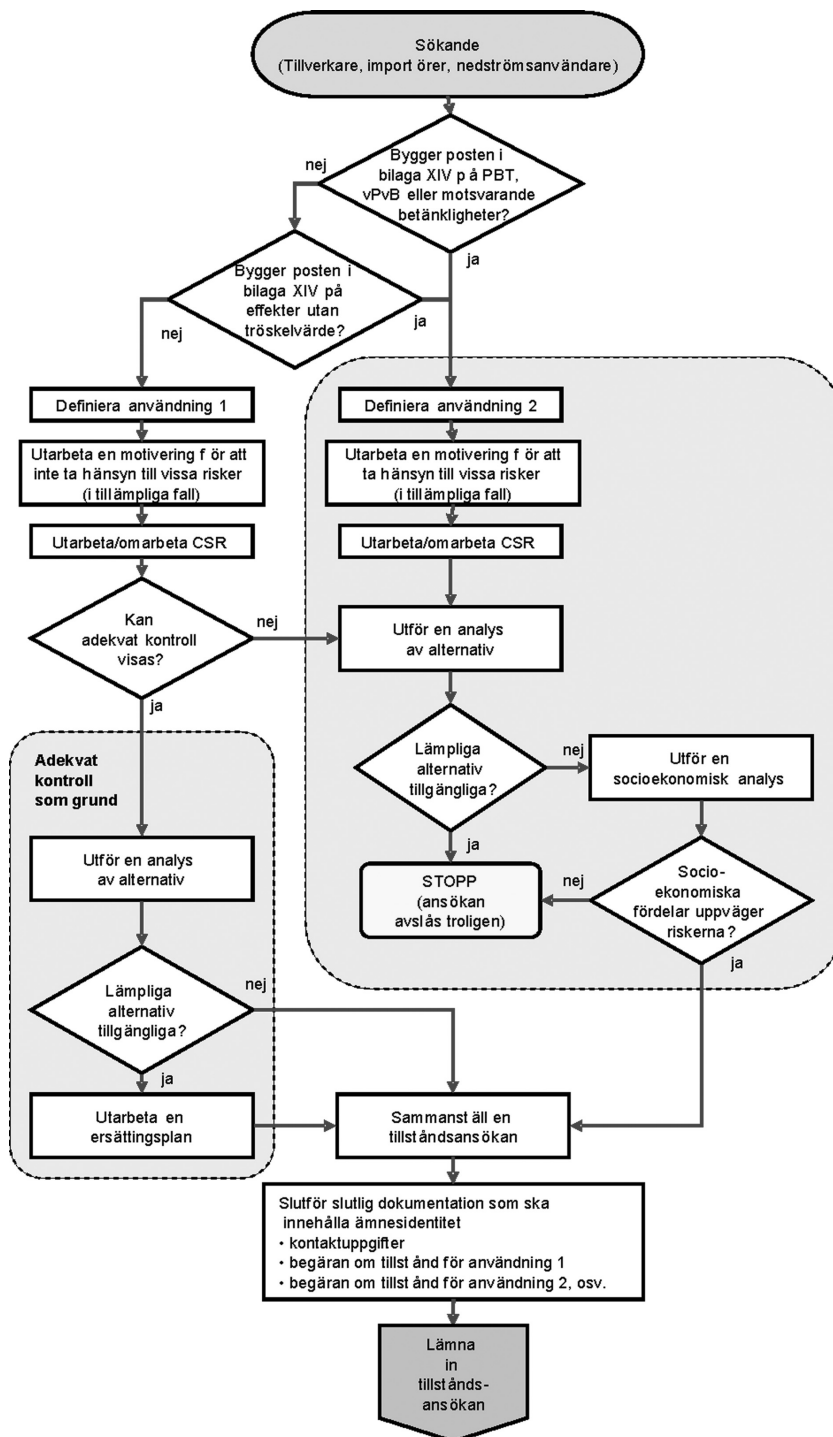 Sökande
(Tillverkare, import örer, nedströmsanvändare)
nej
Bygger posten i
bilaga XIV p å PBT,
vPvB eller motsvarande
betänkligheter?
ja
Bygger posten i
bilaga XIV på
effekter utan
tröskelvärde?
nej
ja
Definiera användning 1
Utarbeta en motivering f ör att
inte ta hänsyn till vissa risker
(i tillämpliga fall)
Utarbeta/omarbeta CSR
Kan
adekvat kontroll
visas?
nej
ja
Definiera användning 2
Utarbeta en motivering f ör att
ta hänsyn till vissa risker
(i tillämpliga fall)
Utarbeta/omarbeta CSR
Utför en analys
av alternativ
Lämpliga
alternativ
tillgängliga?
nej
ja
Utför en
socioekonomisk analys
STOPP
(ansökan
avslås troligen)
nej
Socio-
ekonomiska
fördelar uppväger
riskerna?
ja
Adekvat
kontroll
som grund
Utför en analys
av alternativ
Lämpliga
alternativ
tillgängliga?
nej
ja
Utarbeta en
ersättingsplan
Sammanställ en
tillståndsansökan
Slutför slutlig dokumentation som ska
innehålla ämnesidentitet
• kontaktuppgifter
• begäran om tillstånd för användning 1
• begäran om tillstånd för användning 2, osv.
Lämna
in
tillstånds-
ansökan